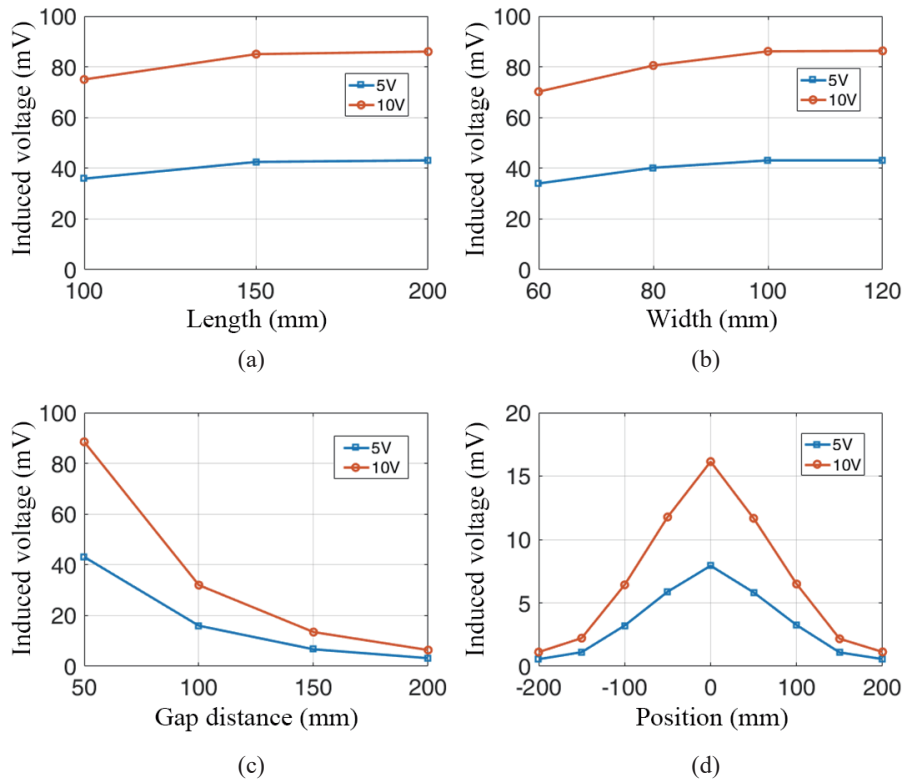 Induced voltage (mV)
100
80
60
40
20
0
5V
10V
100
150
200
Length (mm)
(a)
Induced voltage (mV)
100
80
60
40
20
0
5V
10V
60
80
100
120
Width (mm)
(b)
Induced voltage (mV)
100
80
60
40
20
0
5V
10V
50
100
150
200
Gap distance (mm)
(c)
Induced voltage (mV)
20
15
10
5
0
5V
10V
-200
-100
0
100
200
Position (mm)
(d)